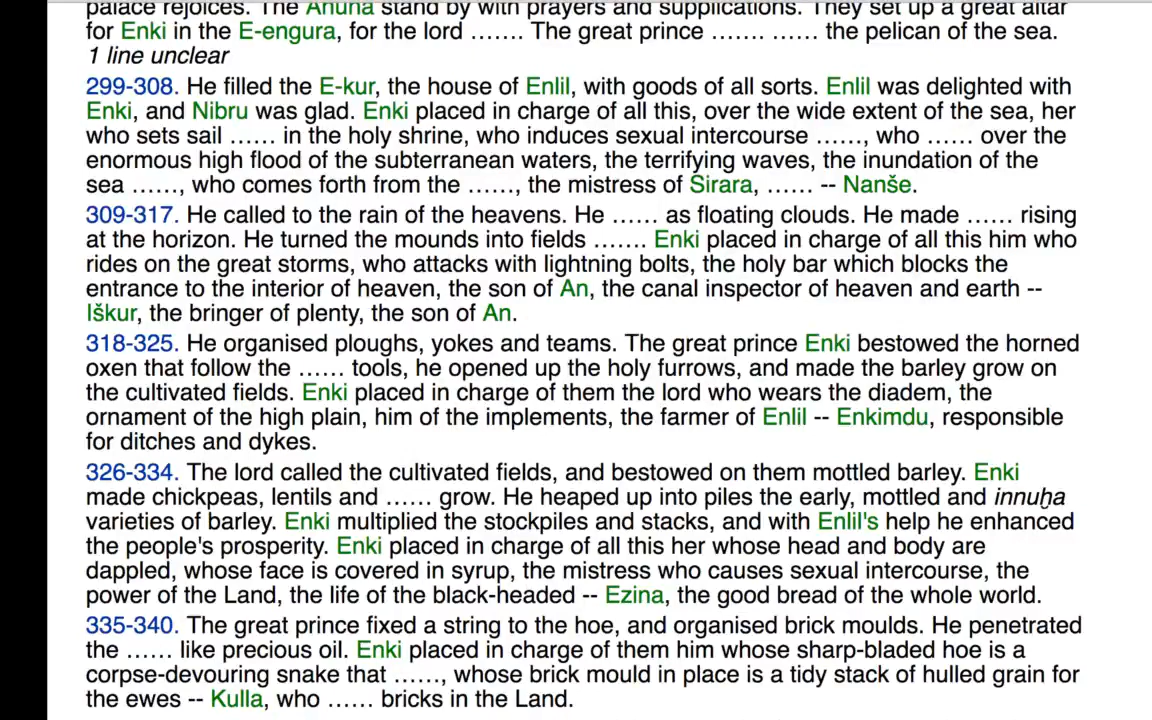 palace rejoices. The Anuna stand by with prayers and supplications. They set up a great altar
for Enki in the E-engura, for the lord ....... The great prince ....... ...... the pelican of the sea.
1 line unclear
299-308. He filled the E-kur, the house of Enlil, with goods of all sorts. Enlil was delighted with
Enki, and Nibru was glad. Enki placed in charge of all this, over the wide extent of the sea, her
who sets sail ...... in the holy shrine, who induces sexual intercourse ......, who ...... over the
enormous high flood of the subterranean waters, the terrifying waves, the inundation of the
sea ......, who comes forth from the ......, the mistress of Sirara, ...... -- Nanše.
309-317. He called to the rain of the heavens. He ...... as floating clouds. He made ...... rising
at the horizon. He turned the mounds into fields ....... Enki placed in charge of all this him who
rides on the great storms, who attacks with lightning bolts, the holy bar which blocks the
entrance to the interior of heaven, the son of An, the canal inspector of heaven and earth --
Iškur, the bringer of plenty, the son of An.
318-325. He organised ploughs, yokes and teams. The great prince Enki bestowed the horned
oxen that follow the ...... tools, he opened up the holy furrows, and made the barley grow on
the cultivated fields. Enki placed in charge of them the lord who wears the diadem, the
ornament of the high plain, him of the implements, the farmer of Enlil -- Enkimdu, responsible
for ditches and dykes.
326-334. The lord called the cultivated fields, and bestowed on them mottled barley. Enki
made chickpeas, lentils and ...... grow. He heaped up into piles the early, mottled and innuḫa
varieties of barley. Enki multiplied the stockpiles and stacks, and with Enlil's help he enhanced
the people's prosperity. Enki placed in charge of all this her whose head and body are
dappled, whose face is covered in syrup, the mistress who causes sexual intercourse, the
power of the Land, the life of the black-headed -- Ezina, the good bread of the whole world.
335-340. The great prince fixed a string to the hoe, and organised brick moulds. He penetrated
the ...... like precious oil. Enki placed in charge of them him whose sharp-bladed hoe is a
corpse-devouring snake that ......, whose brick mould in place is a tidy stack of hulled grain for
the ewes -- Kulla, who ...... bricks in the Land.